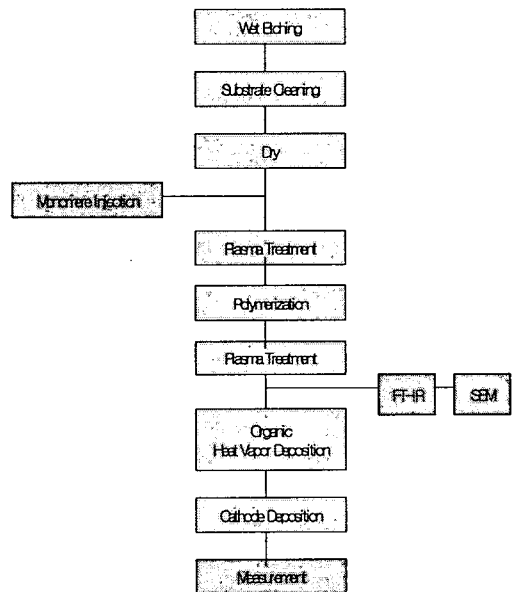 Wet Etching
Substrate Cleaning
Dry
Monomere Injection
Plasma Treatment
Polymerization
Plasma Treatment
FT-IR
SEM
Organic
Heat Vapor Deposition
Cathode Deposition
Measurement